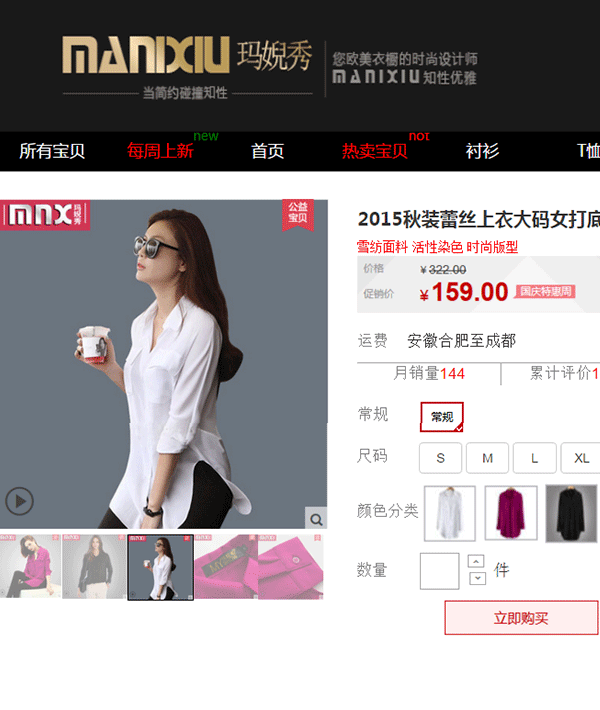 MANIXIU 玛婗秀
您欧美衣橱的时尚设计师
MANIXIU 知性优雅
当简约碰撞知性
所有宝贝 每周上新 new 首页 热卖宝贝 hot 衬衫 T恤
mnx 玛婗秀
公益
宝贝
2015秋装蕾丝上衣大码女打底
雪纺面料 活性染色 时尚版型
价格 ¥322.00
促销价 ¥159.00 国庆特惠周
运费 安徽合肥至成都
月销量144 累计评价1
常规 常规
尺码 S M L XL
颜色分类
数量 件
立即购买